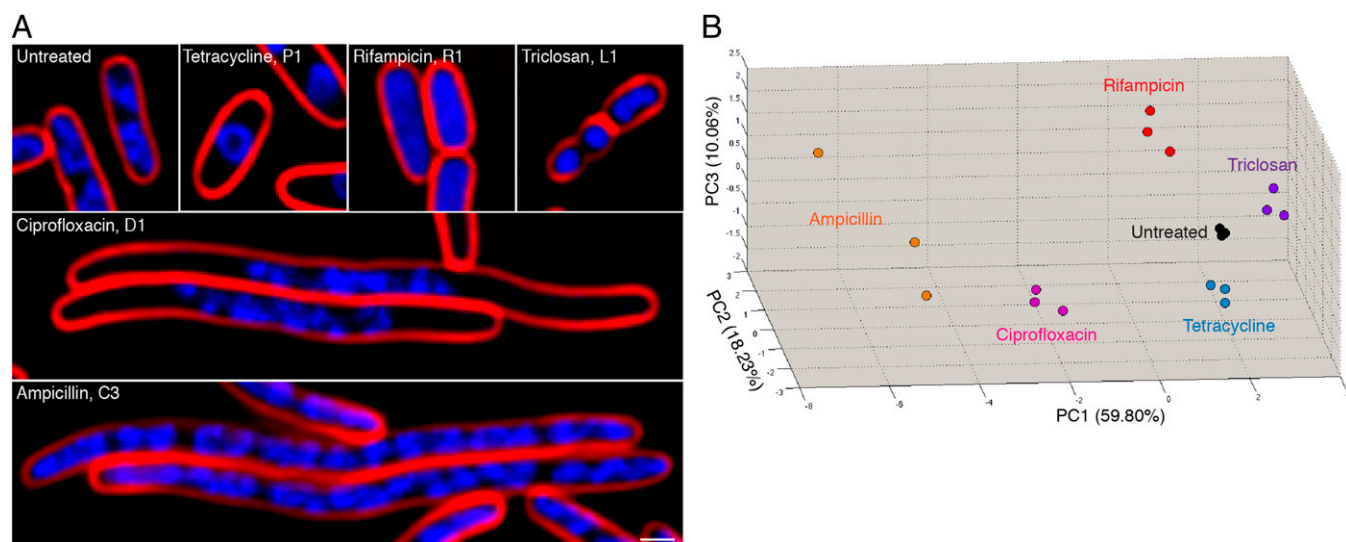 A
Untreated
Tetracycline, P1
Rifampicin, R1
Triclosan, L1
Ciprofloxacin, D1
Ampicillin, C3
B
2.5
2
1.5
1
0.5
0
-0.5
-1
-1.5
-2
PC3 (10.06%)
3
2
1
0
-1
-2
-3
PC2 (18.23%)
-8
-6
-4
-2
0
2
PC1 (59.80%)
Rifampicin
Triclosan
Ampicillin
Untreated
Ciprofloxacin
Tetracycline